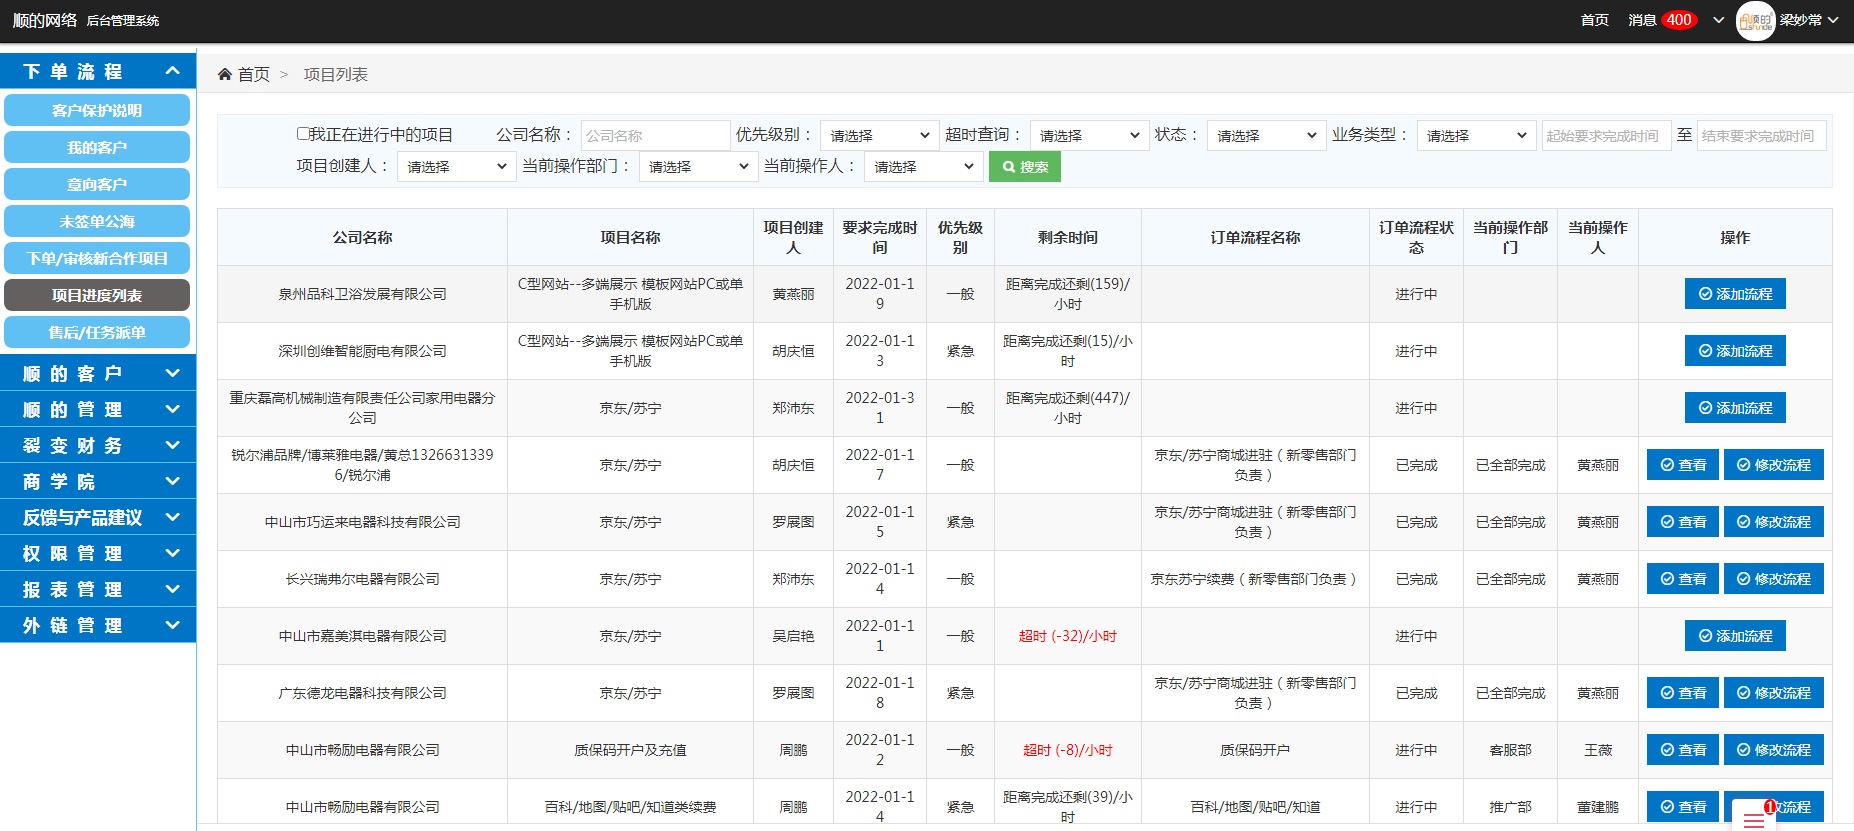 顺的网络 后台管理系统
首页 消息 400 梁妙常
下单流程
客户保护说明
我的客户
意向客户
未签单公海
下单/审核新合作项目
项目进度列表
售后/任务派单
顺的客户
顺的管理
裂变财务
商学院
反馈与产品建议
权限管理
报表管理
外链管理
首页 > 项目列表
我正在进行中的项目 公司名称： 公司名称 优先级别： 请选择 超时查询： 请选择 状态： 请选择 业务类型： 请选择 起始要求完成时间 至 结束要求完成时间
项目创建人： 请选择 当前操作部门： 请选择 当前操作人： 请选择 搜索
公司名称 项目名称 项目创建人 要求完成时间 优先级别 剩余时间 订单流程名称 订单流程状态 当前操作部门 当前操作人 操作
泉州品科卫浴发展有限公司 C型网站--多端展示 模板网站PC或单手机版 黄燕丽 2022-01-19 一般 距离完成还剩(159)/小时 进行中 添加流程
深圳创维智能厨电有限公司 C型网站--多端展示 模板网站PC或单手机版 胡庆恒 2022-01-13 紧急 距离完成还剩(15)/小时 进行中 添加流程
重庆磊高机械制造有限责任公司家用电器分公司 京东/苏宁 郑沛东 2022-01-31 一般 距离完成还剩(447)/小时 进行中 添加流程
锐尔浦品牌/博莱雅电器/黄总13266313396/锐尔浦 京东/苏宁 胡庆恒 2022-01-17 一般 京东/苏宁商城进驻（新零售部门负责） 已完成 已全部完成 黄燕丽 查看 修改流程
中山市巧运来电器科技有限公司 京东/苏宁 罗展图 2022-01-15 紧急 京东/苏宁商城进驻（新零售部门负责） 已完成 已全部完成 黄燕丽 查看 修改流程
长兴瑞弗尔电器有限公司 京东/苏宁 郑沛东 2022-01-14 一般 京东苏宁续费（新零售部门负责） 已完成 已全部完成 黄燕丽 查看 修改流程
中山市嘉美淇电器有限公司 京东/苏宁 吴启艳 2022-01-11 一般 超时 (-32)/小时 进行中 添加流程
广东德龙电器科技有限公司 京东/苏宁 罗展图 2022-01-18 紧急 京东/苏宁商城进驻（新零售部门负责） 已完成 已全部完成 黄燕丽 查看 修改流程
中山市畅励电器有限公司 质保码开户及充值 周鹏 2022-01-12 一般 超时 (-8)/小时 质保码开户 进行中 客服部 王薇 查看 修改流程
中山市畅励电器有限公司 百科/地图/贴吧/知道类续费 周鹏 2022-01-14 紧急 距离完成还剩(39)/小时 百科/地图/贴吧/知道 进行中 推广部 董建鹏 查看 流程
1